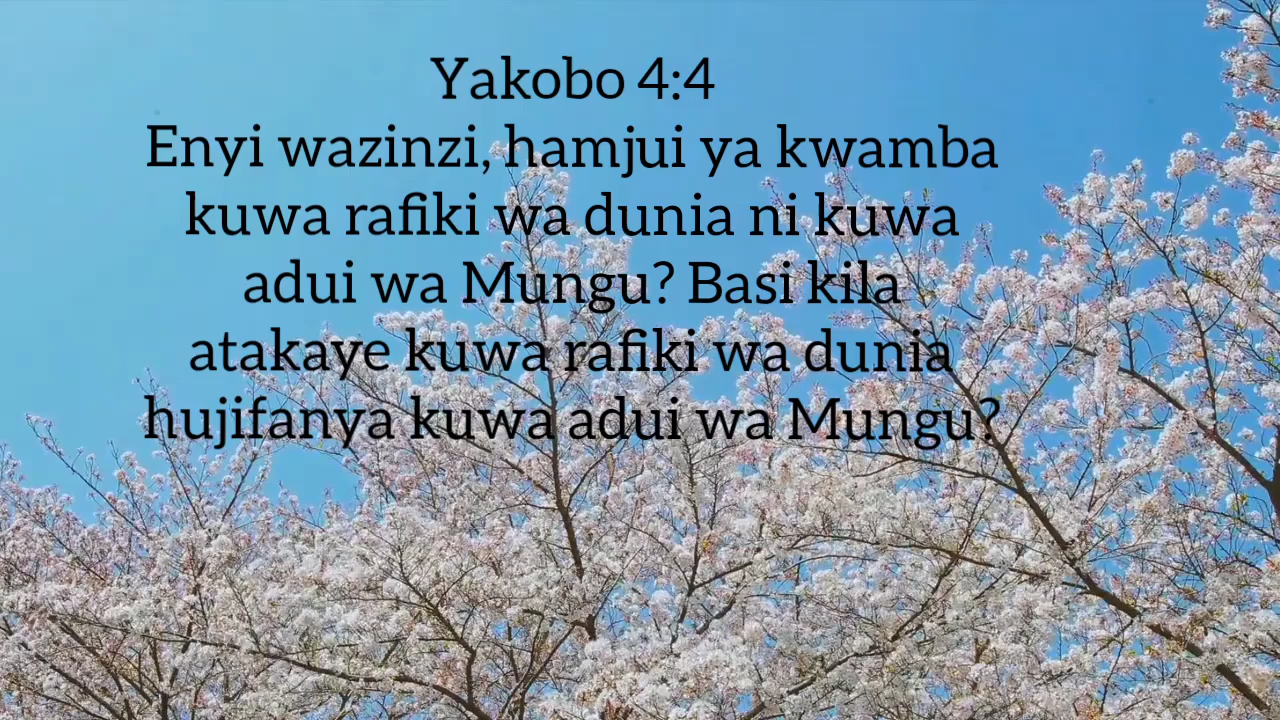 Yakobo 4:4
Enyi wazinzi, hamjui ya kwamba
kuwa rafiki wa dunia ni kuwa
adui wa Mungu? Basi kila
atakaye kuwa rafiki wa dunia
hujifanya kuwa adui wa Mungu?